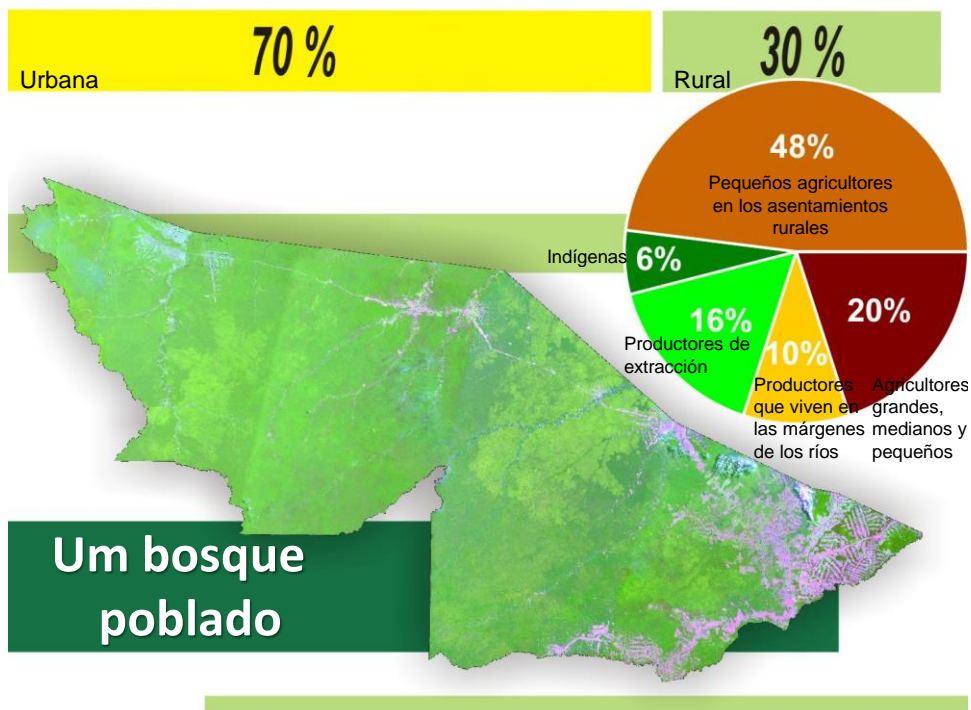 70 %
Urbana
30 %
Rural
48%
Pequeños agricultores
en los asentamientos
rurales
Indígenas
6%
16%
Productores de
extracción
10%
Productores
que viven en
las márgenes
de los ríos
20%
Agricultores
grandes,
medianos y
pequeños
Um bosque
poblado